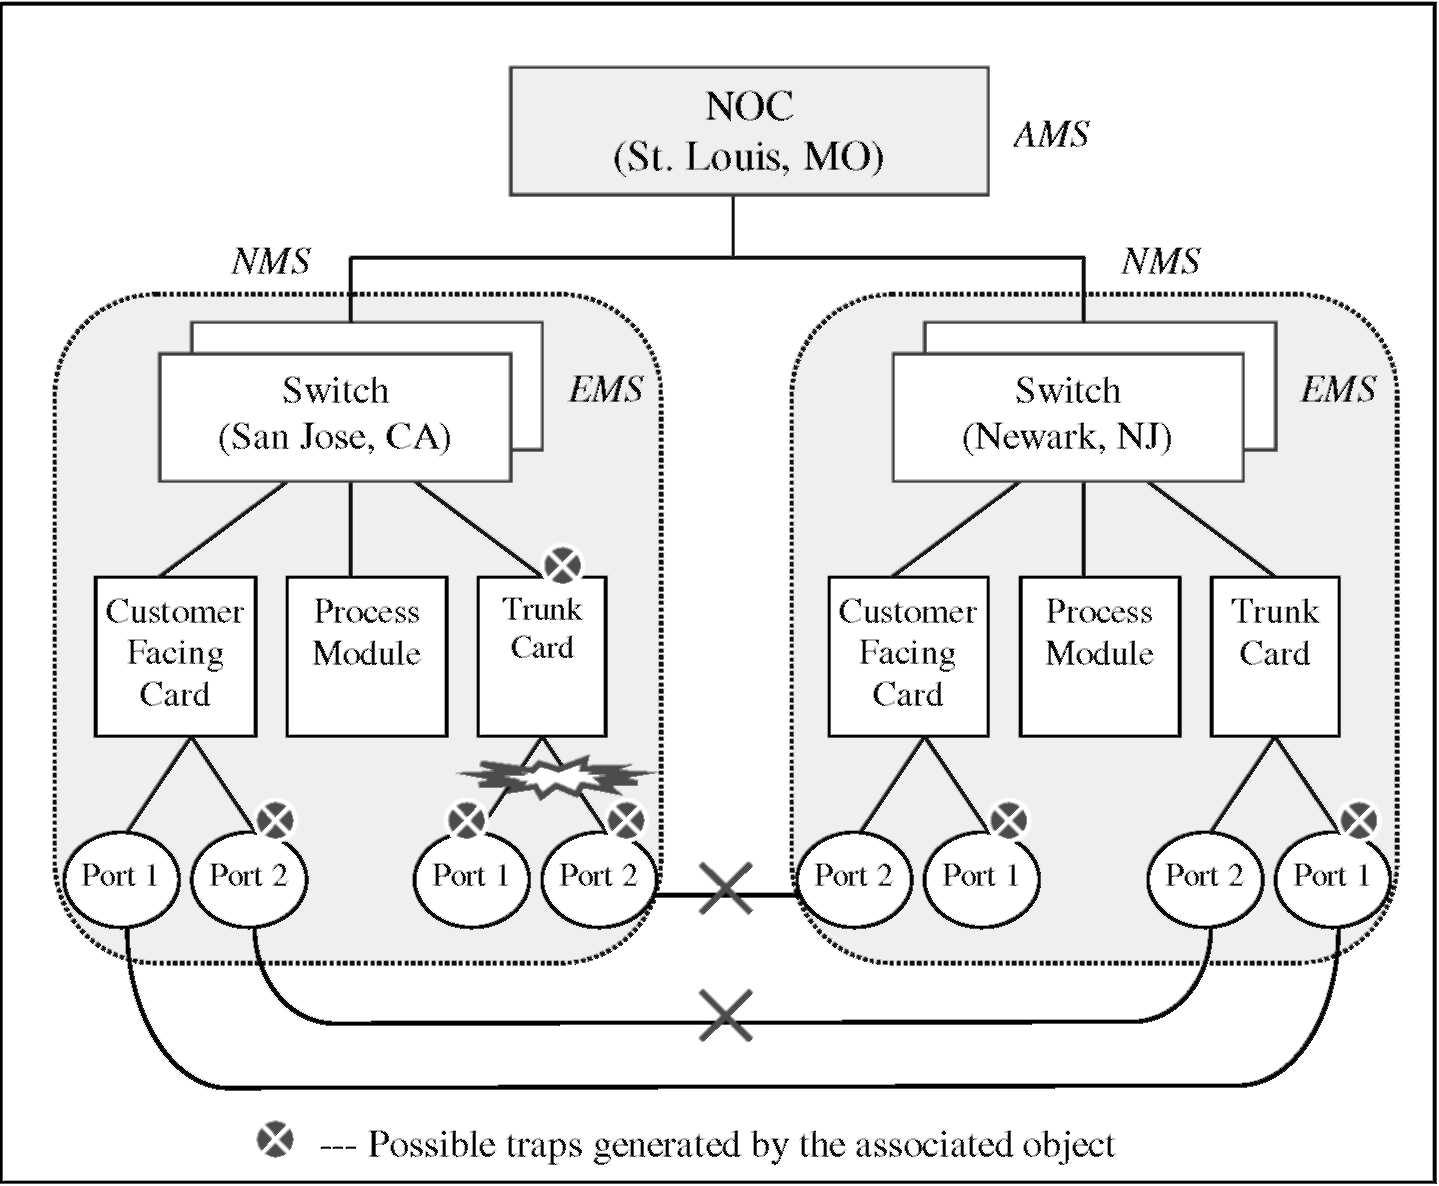 NOC
(St. Louis, MO)
AMS
NMS
NMS
Switch
(San Jose, CA)
EMS
Switch
(Newark, NJ)
EMS
Customer
Facing
Card
Process
Module
Trunk
Card
Customer
Facing
Card
Process
Module
Trunk
Card
Port 1
Port 2
Port 1
Port 2
Port 2
Port 1
Port 2
Port 1
--- Possible traps generated by the associated object